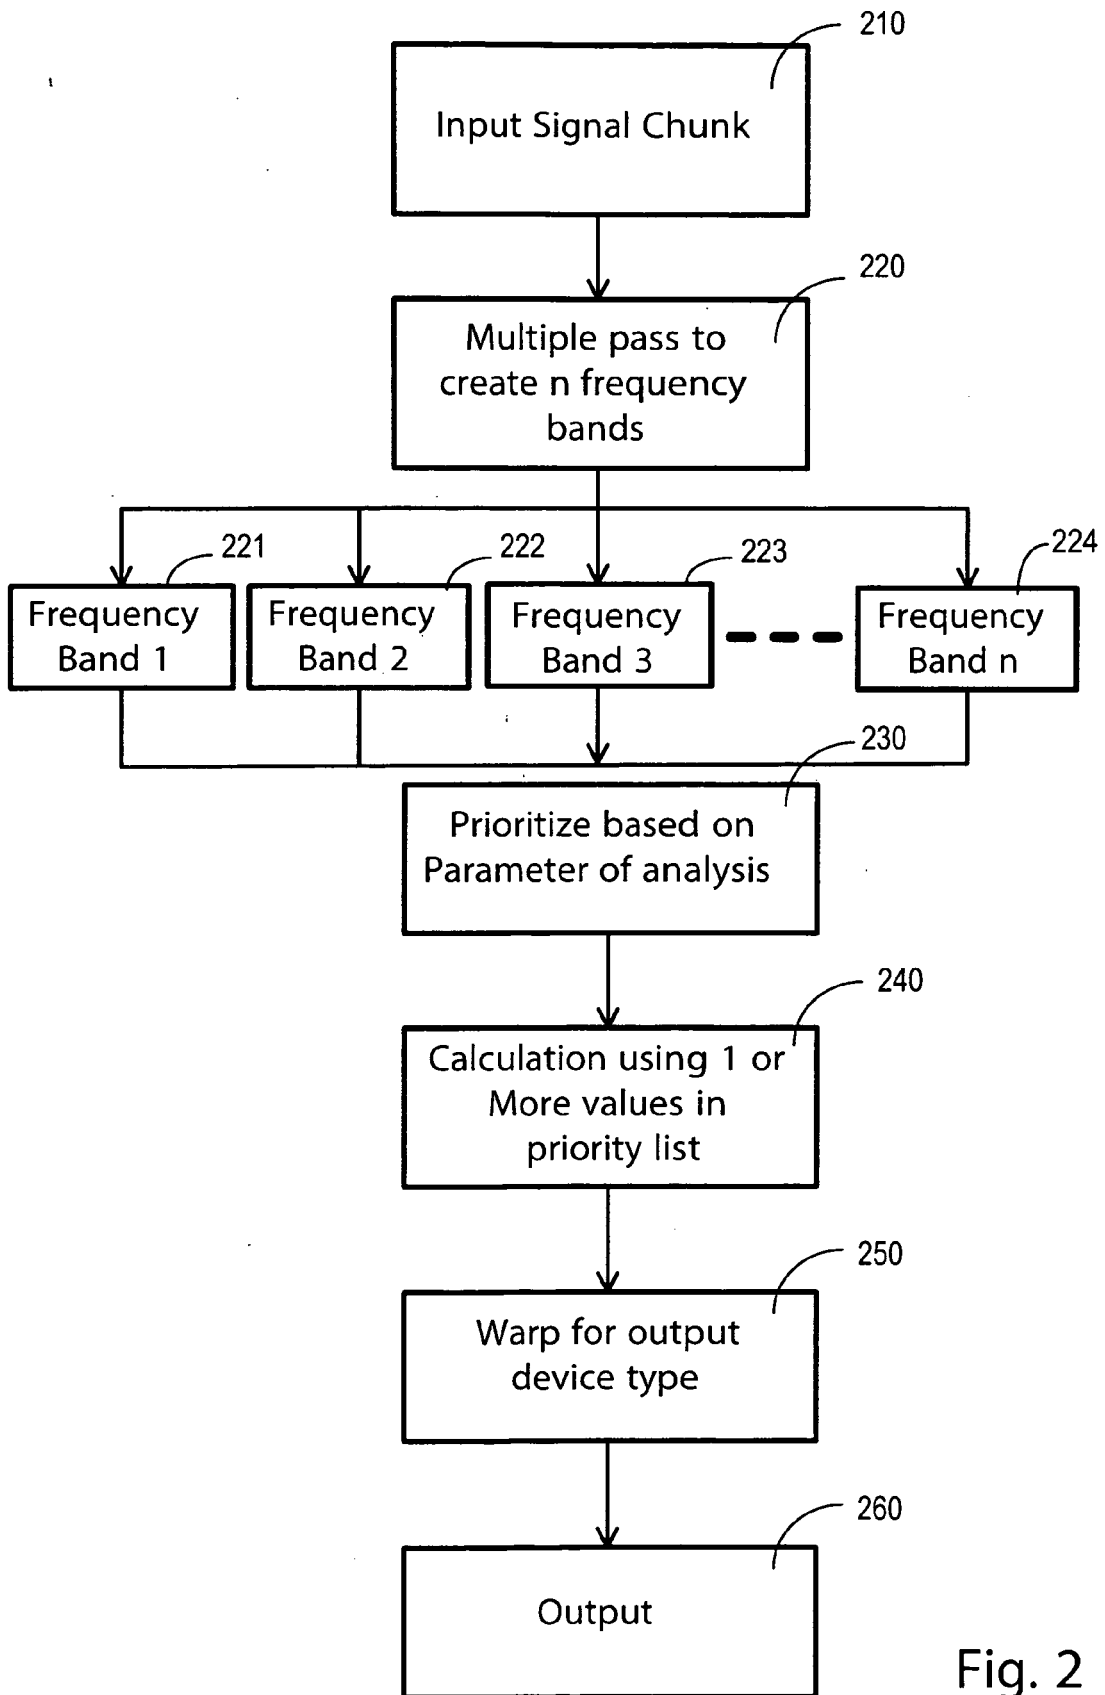 210
Input Signal Chunk
220
Multiple pass to
create n frequency
bands
221
222
223
224
Frequency
Band 1
Frequency
Band 2
Frequency
Band 3
Frequency
Band n
230
Prioritize based on
Parameter of analysis
240
Calculation using 1 or
More values in
priority list
250
Warp for output
device type
260
Output
Fig. 2